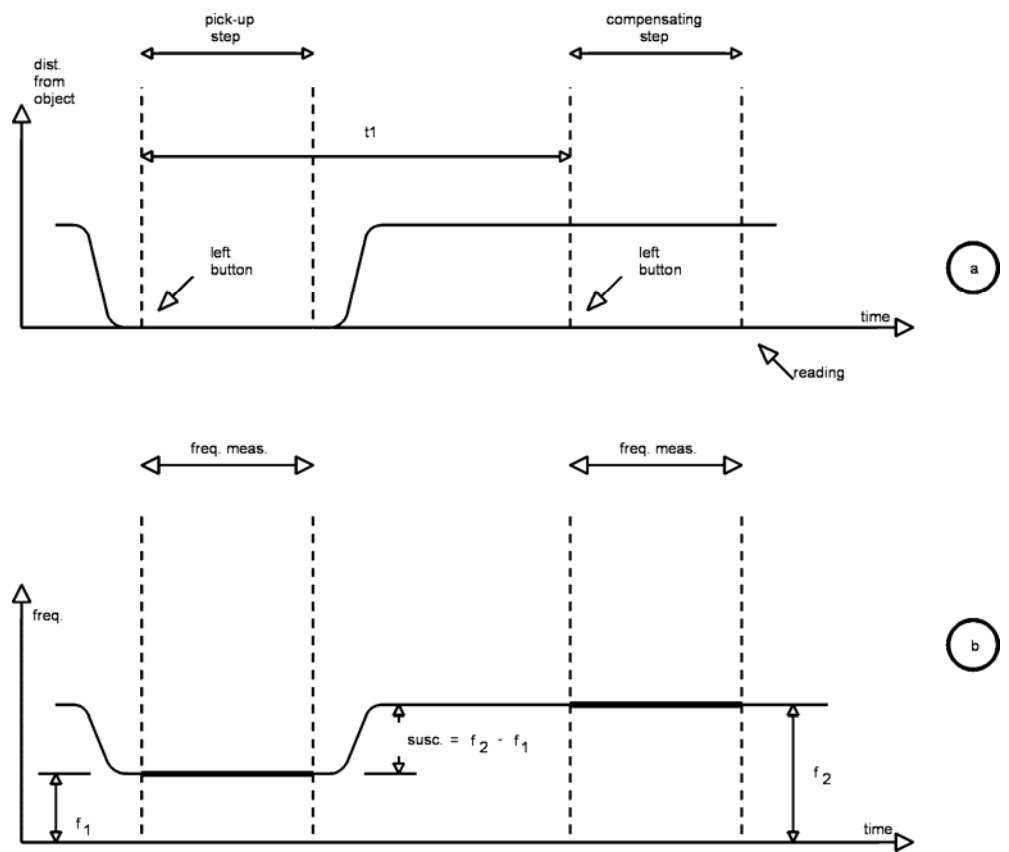 pick-up
step
compensating
step
dist.
from
object
t1
left
button
left
button
a
time
reading
freq. meas.
freq. meas.
freq.
b
susc. = f2 - f1
f1
f2
time